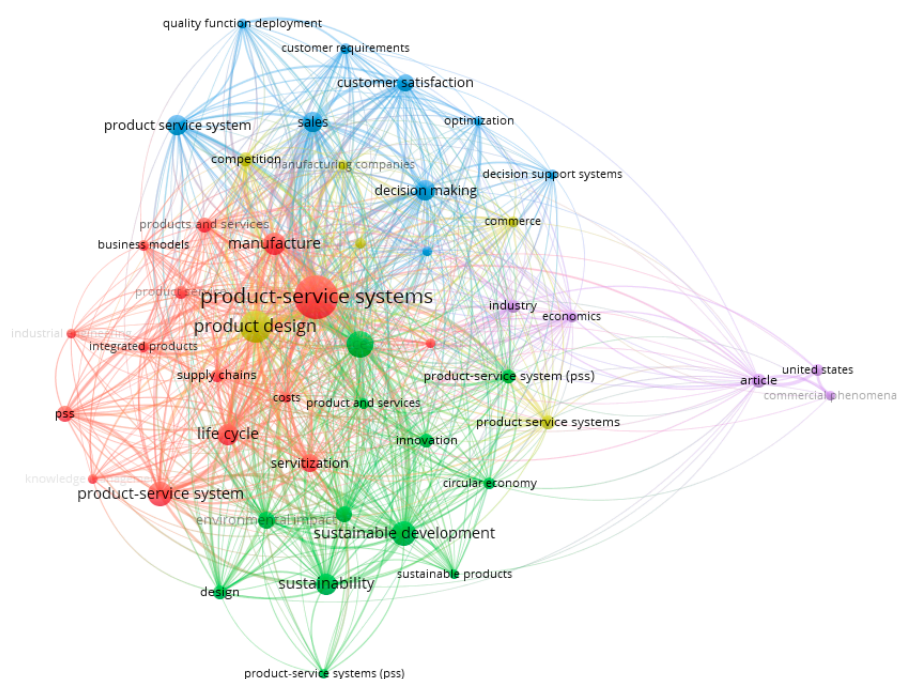 quality function deployment
customer requirements
customer satisfaction
product service system
sales
optimization
competition
manufacturing companies
decision support systems
decision making
commerce
products and services
business models
manufacture
product-service systems
industry
economics
product design
integrated products
supply chains
product-service system (pss)
united states
article
commercial phenomena
costs
product and services
pss
product service systems
life cycle
innovation
servitization
circular economy
product-service system
environmental impact
sustainable development
sustainable products
sustainability
design
product-service systems (pss)